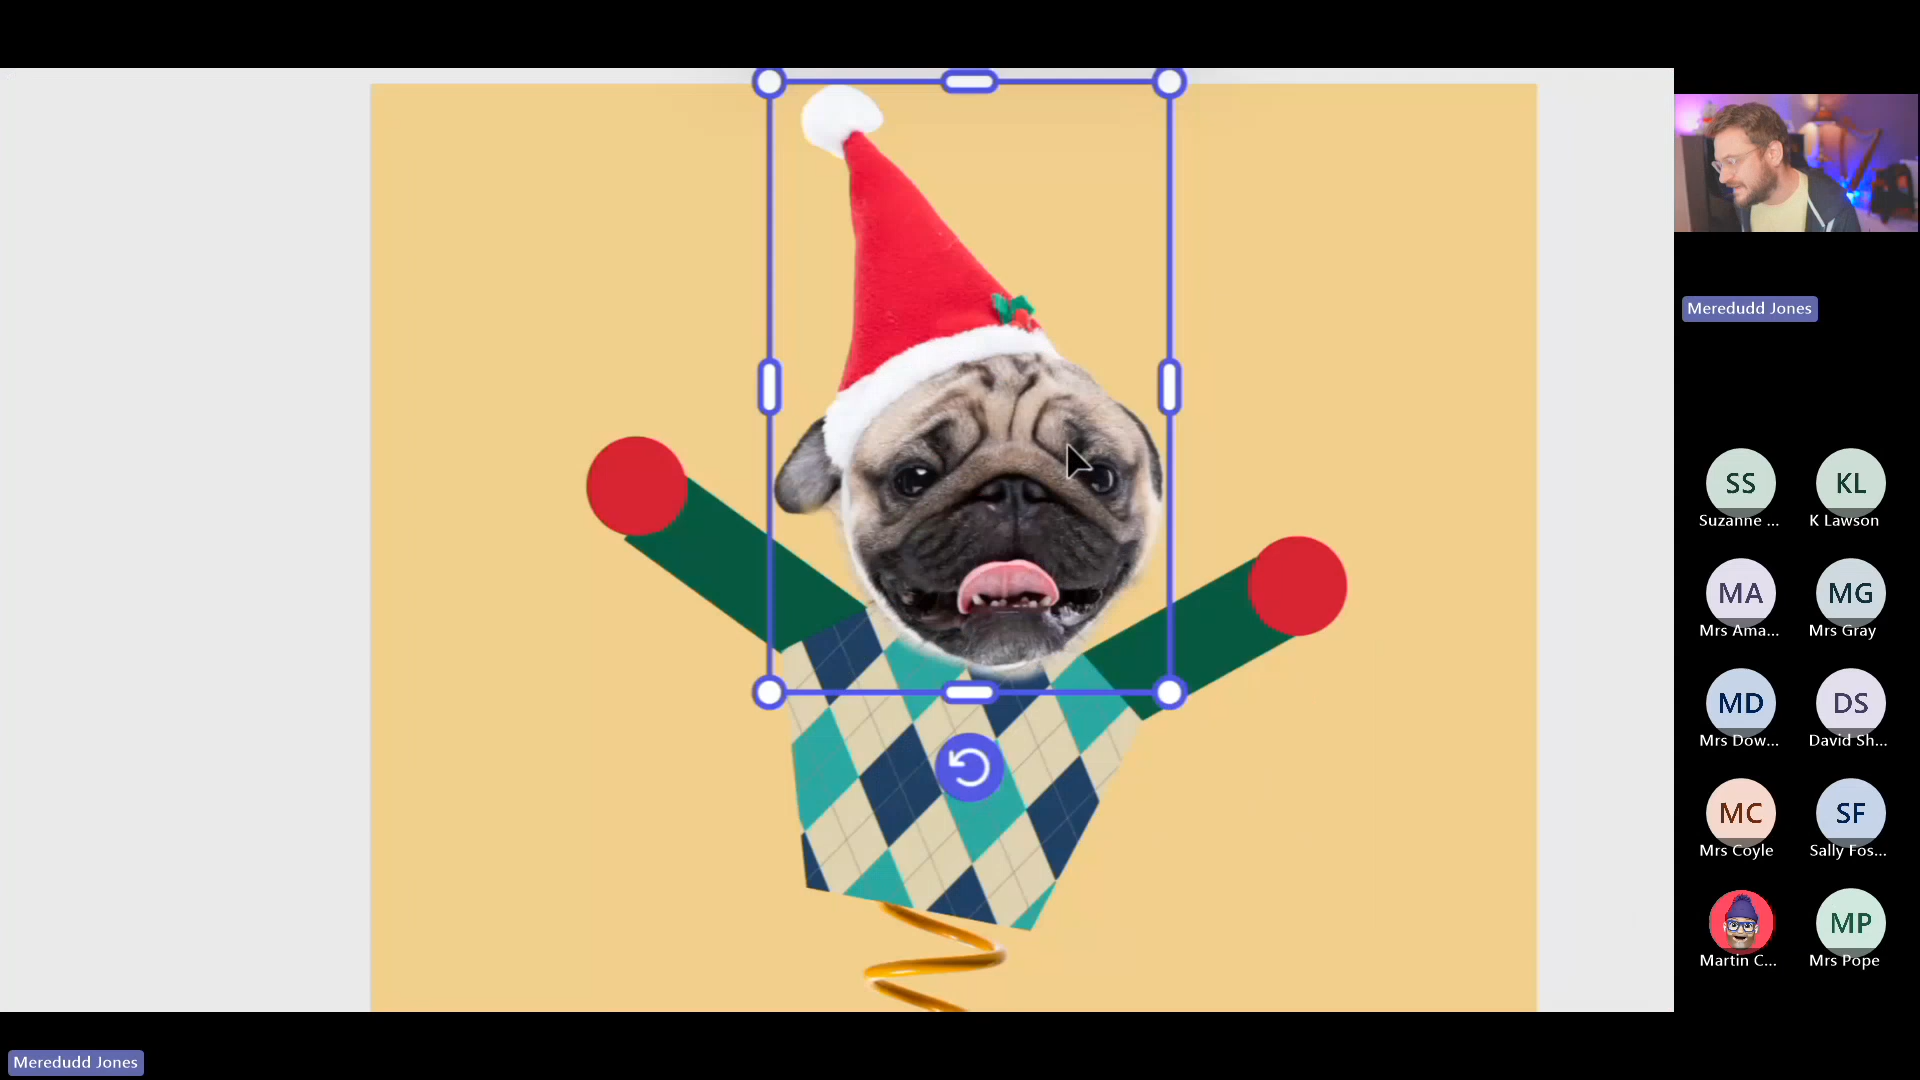 Meredudd Jones
SS
KL
Suzanne ...
K Lawson
MA
MG
Mrs Ama...
Mrs Gray
MD
DS
Mrs Dow...
David Sh...
MC
SF
Mrs Coyle
Sally Fos...
MP
Martin C...
Mrs Pope
Meredudd Jones